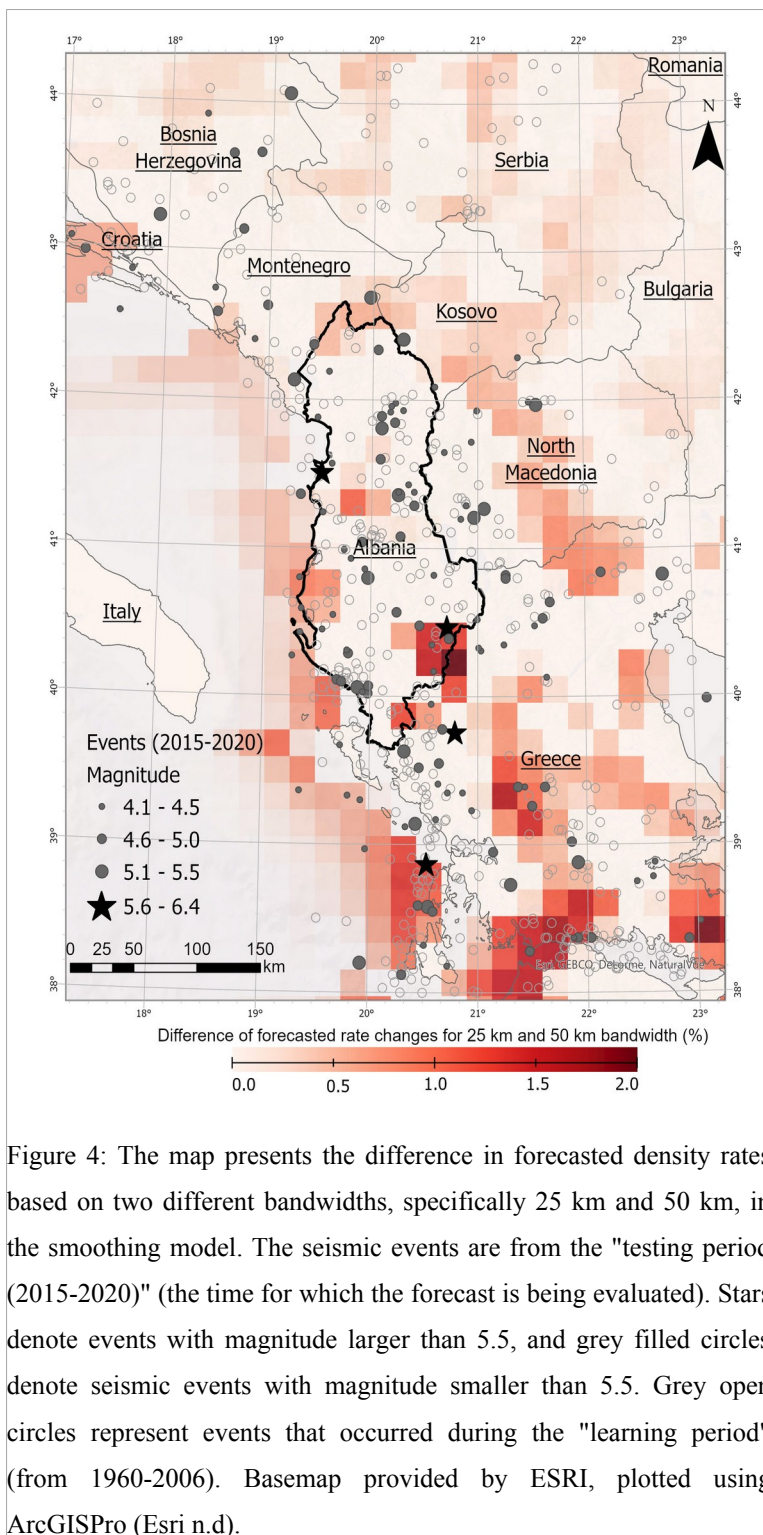 17° 18° 19° 20° 21° 22° 23°
Romania
44° 44°
N
Bosnia
Herzegovina
Serbia
43° 43°
Croatia
Montenegro
Bulgaria
Kosovo
42° 42°
North
Macedonia
41° 41°
Albania
Italy
40° 40°
Events (2015-2020)
Greece
Magnitude
4.1 - 4.5
39° 39°
4.6 - 5.0
5.1 - 5.5
5.6 - 6.4
0 25 50 100 150
km
Esri, GEBCO, DeLorme, NaturalVue
38° 38°
18° 19° 20° 21° 22° 23°
Difference of forecasted rate changes for 25 km and 50 km bandwidth (%)
0.0 0.5 1.0 1.5 2.0
Figure 4: The map presents the difference in forecasted density rates
based on two different bandwidths, specifically 25 km and 50 km, in
the smoothing model. The seismic events are from the "testing period
(2015-2020)" (the time for which the forecast is being evaluated). Stars
denote events with magnitude larger than 5.5, and grey filled circles
denote seismic events with magnitude smaller than 5.5. Grey open
circles represent events that occurred during the "learning period"
(from 1960-2006). Basemap provided by ESRI, plotted using
ArcGISPro (Esri n.d).